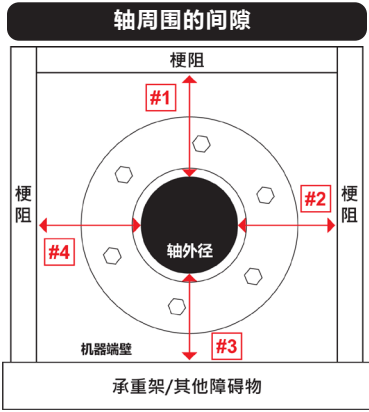 轴周围的间隙
梗阻
#1
#2
梗阻
梗阻
轴外径
#4
#3
机器端壁
承重架/其他障碍物